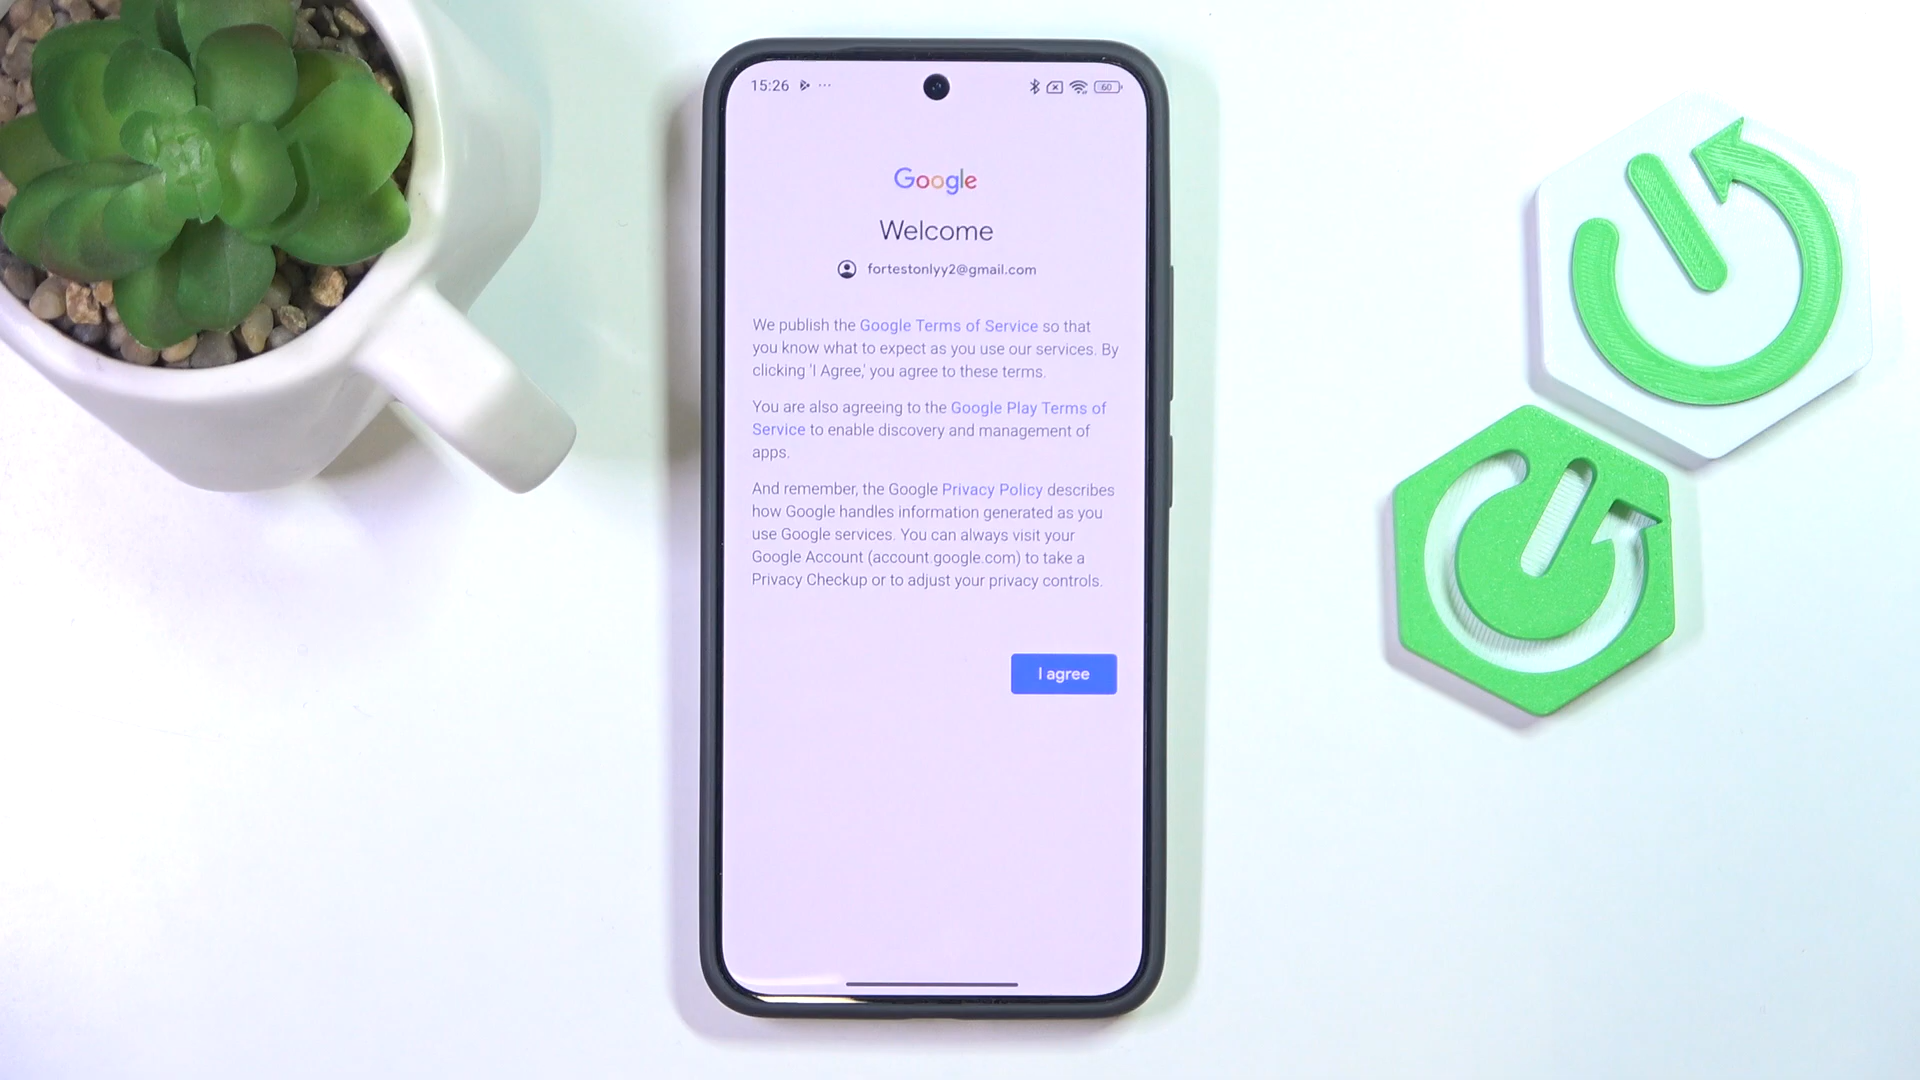 15:26 ··· 60
Google
Welcome
fortestonlyy2@gmail.com
We publish the Google Terms of Service so that
you know what to expect as you use our services. By
clicking 'I Agree,' you agree to these terms.
You are also agreeing to the Google Play Terms of
Service to enable discovery and management of
apps.
And remember, the Google Privacy Policy describes
how Google handles information generated as you
use Google services. You can always visit your
Google Account (account.google.com) to take a
Privacy Checkup or to adjust your privacy controls.
I agree